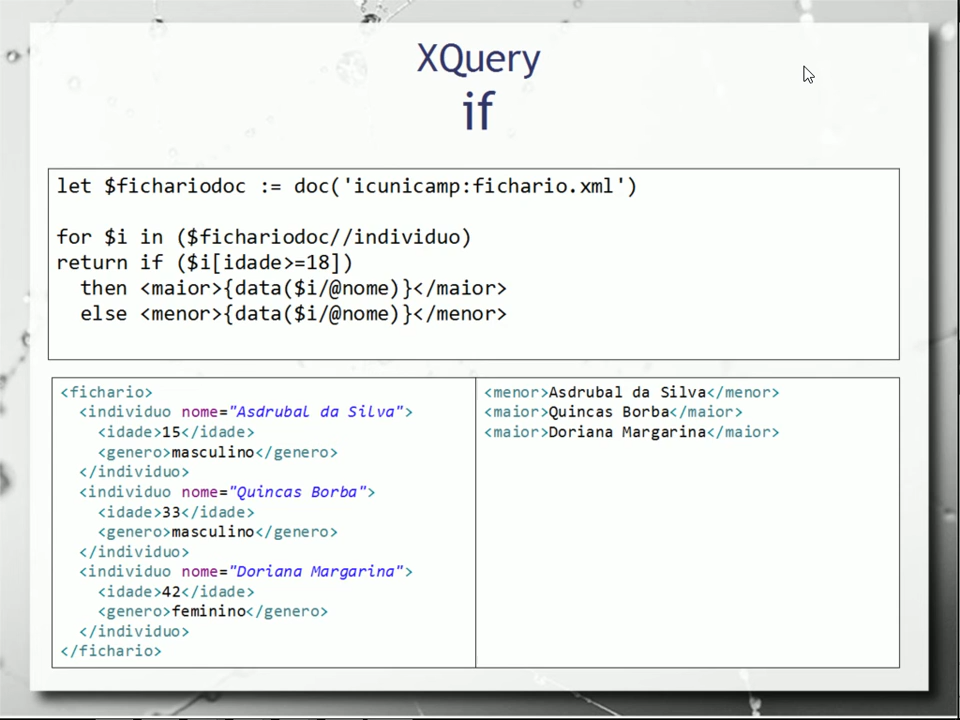 XQuery
if
let $fichariodoc := doc('icunicamp:fichario.xml')
for $i in ($fichariodoc//individuo)
return if ($i[idade>=18])
then <maior>{data($i/@nome)}</maior>
else <menor>{data($i/@nome)}</menor>
<fichario>
<individuo nome="Asdrubal da Silva">
<idade>15</idade>
<genero>masculino</genero>
</individuo>
<individuo nome="Quincas Borba">
<idade>33</idade>
<genero>masculino</genero>
</individuo>
<individuo nome="Doriana Margarina">
<idade>42</idade>
<genero>feminino</genero>
</individuo>
</fichario>
<menor>Asdrubal da Silva</menor>
<maior>Quincas Borba</maior>
<maior>Doriana Margarina</maior>